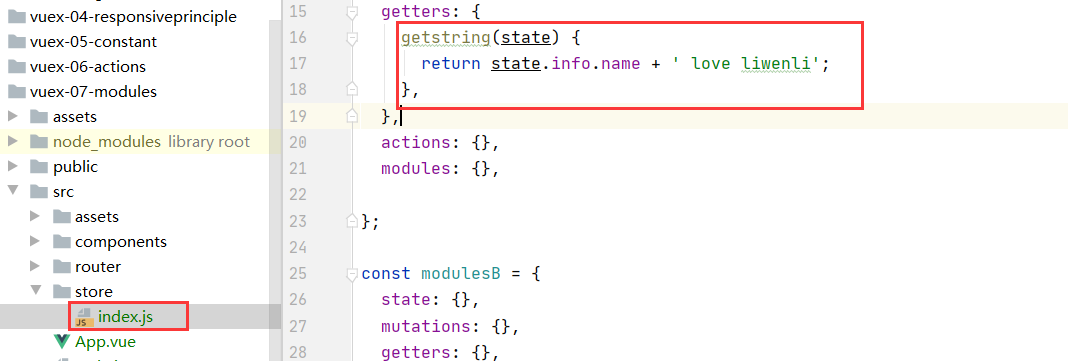 vuex-04-responsiveprinciple
vuex-05-constant
vuex-06-actions
vuex-07-modules
assets
node_modules library root
public
src
assets
components
router
store
index.js
App.vue
15 getters: {
16 getstring(state) {
17 return state.info.name + ' love liwenli';
18 },
19 },
20 actions: {},
21 modules: {},
22
23 };
24
25 const modulesB = {
26 state: {},
27 mutations: {},
28 getters: {},